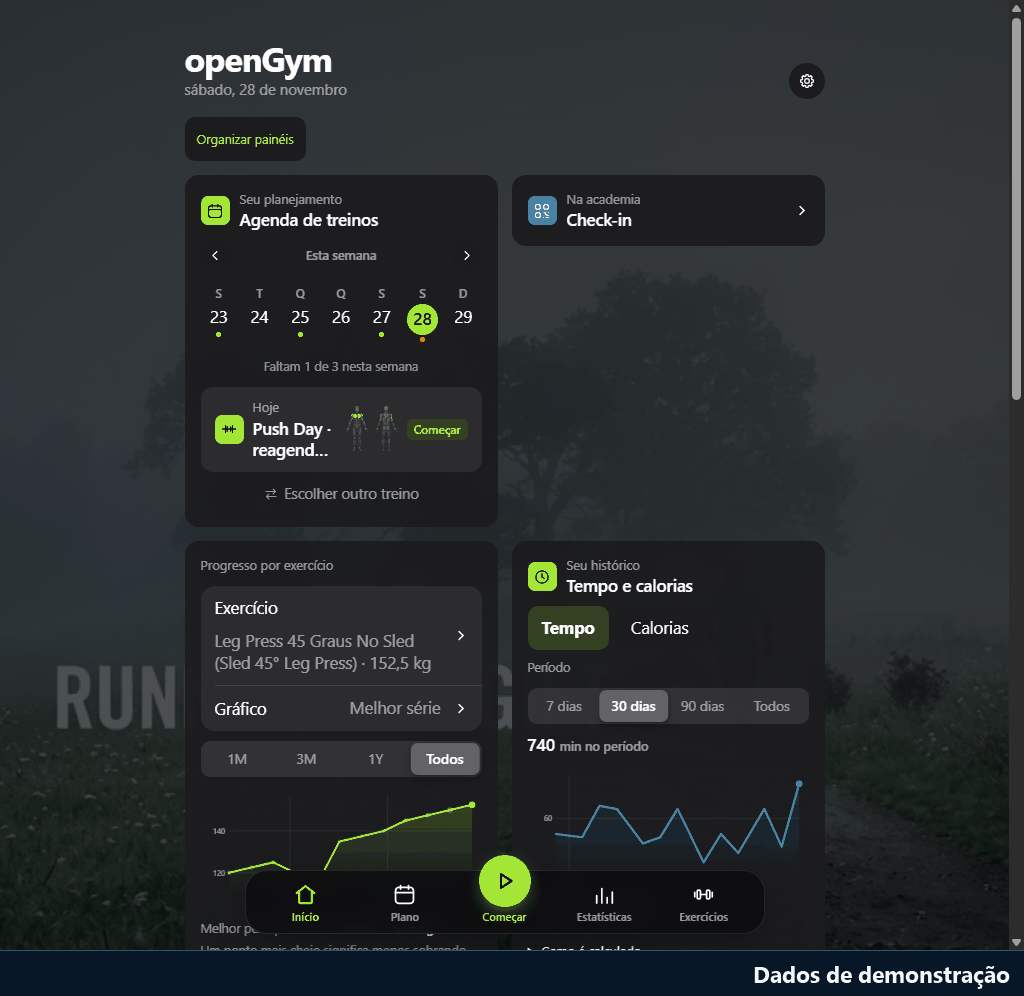 openGym
sábado, 28 de novembro
Organizar painéis
Seu planejamento
Agenda de treinos
Esta semana
S T Q Q S S D
23 24 25 26 27 28 29
Faltam 1 de 3 nesta semana
Hoje
Push Day ·
reagend...
Começar
Escolher outro treino
Na academia
Check-in
Progresso por exercício
Exercício
Leg Press 45 Graus No Sled
(Sled 45° Leg Press) · 152,5 kg
Gráfico Melhor série
1M 3M 1Y Todos
140
120
Melhor
Seu histórico
Tempo e calorias
Tempo Calorias
Período
7 dias 30 dias 90 dias Todos
740 min no período
60
RUN
Início Plano Começar Estatísticas Exercícios
Dados de demonstração